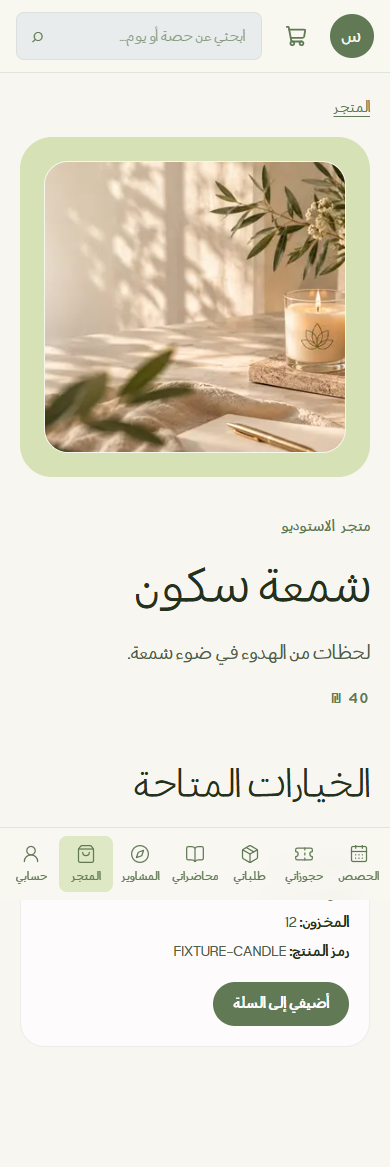 س
ابحثي عن حصة أو يوم...
المتجر
متجر الاستوديو
شمعة سكون
لحظات من الهدوء في ضوء شمعة.
40 ₪
الخيارات المتاحة
الحصص
حجوزاتي
طلباتي
محاضراتي
المشاوير
المتجر
حسابي
المخزون: 12
رمز المنتج: FIXTURE-CANDLE
أضيفي إلى السلة